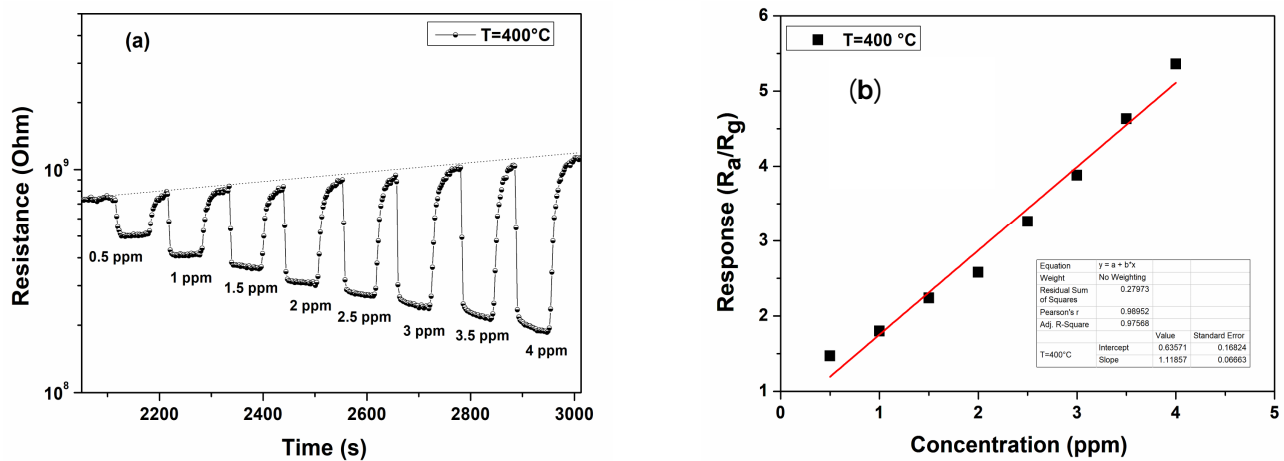 (a)
T=400°C
Resistance (Ohm)
10⁹
10⁸
0.5 ppm
1 ppm
1.5 ppm
2 ppm
2.5 ppm
3 ppm
3.5 ppm
4 ppm
2200
2400
2600
2800
3000
Time (s)
(b)
T=400 °C
Response (Ra/Rg)
6
5
4
3
2
1
Equation y = a + b*x
Weight No Weighting
Residual Sum
of Squares 0.27973
Pearson's r 0.98952
Adj. R-Square 0.97568
Value Standard Error
T=400°C Intercept 0.63571 0.16824
Slope 1.11857 0.06663
0 1 2 3 4 5
Concentration (ppm)